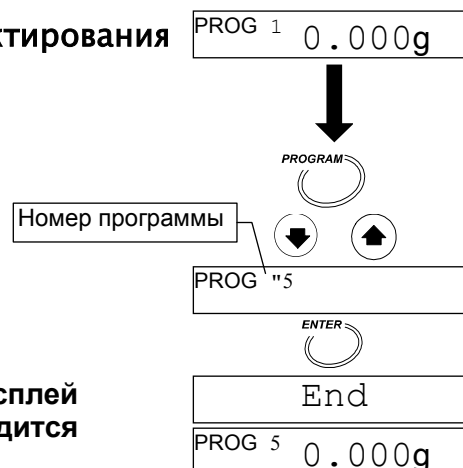 ктирования
PROG 1 0.000g
PROGRAM
Номер программы
PROG "5
ENTER
End
сплей
дится
PROG 5 0.000g